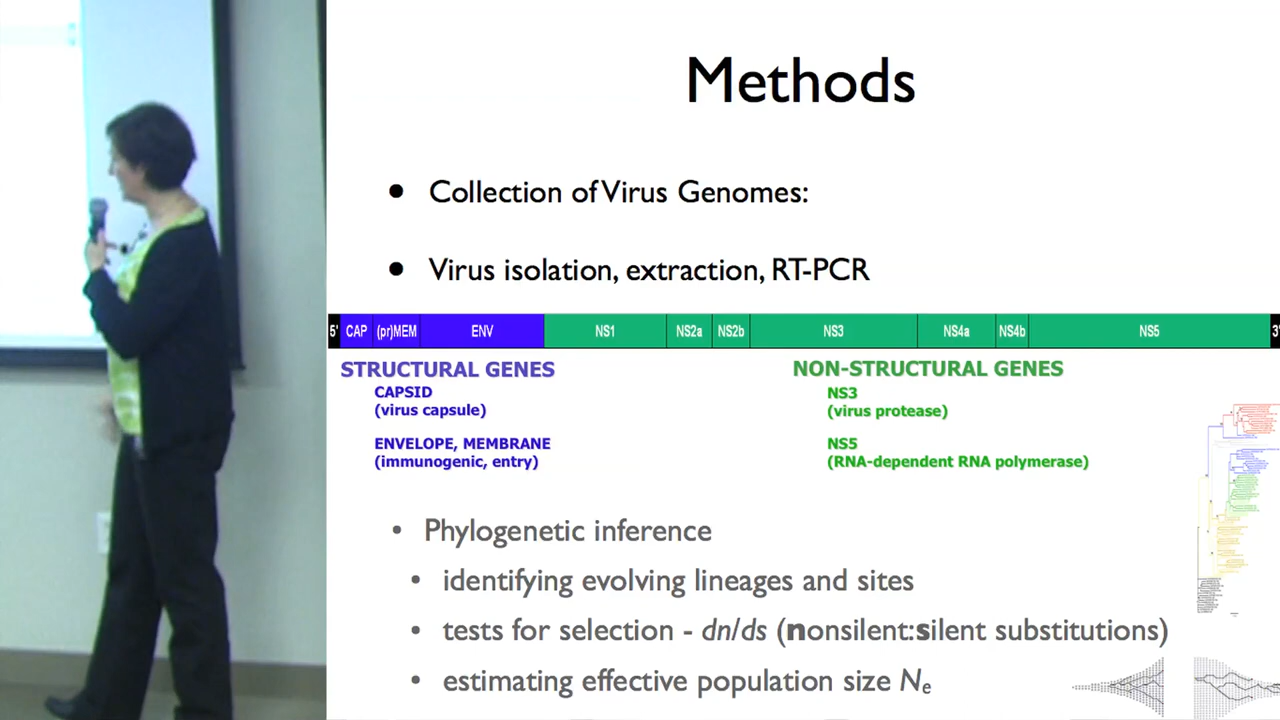 Methods
• Collection of Virus Genomes:
• Virus isolation, extraction, RT-PCR
5' CAP (pr)MEM ENV NS1 NS2a NS2b NS3 NS4a NS4b NS5 3'
STRUCTURAL GENES
CAPSID
(virus capsule)
ENVELOPE, MEMBRANE
(immunogenic, entry)
NON-STRUCTURAL GENES
NS3
(virus protease)
NS5
(RNA-dependent RNA polymerase)
• Phylogenetic inference
• identifying evolving lineages and sites
• tests for selection - dn/ds (nonsilent:silent substitutions)
• estimating effective population size Ne